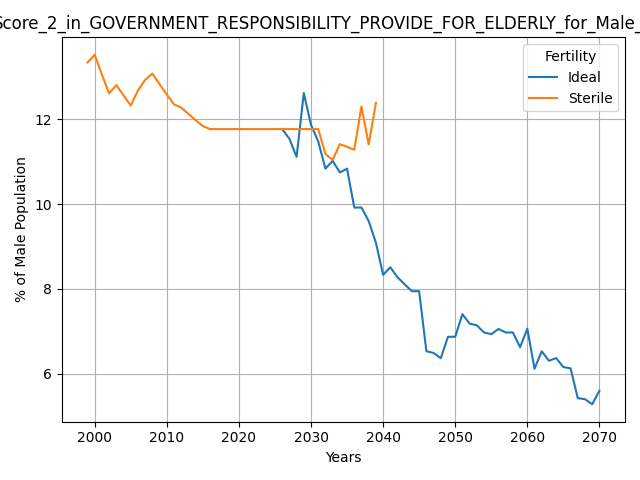 Score_2_in_GOVERNMENT_RESPONSIBILITY_PROVIDE_FOR_ELDERLY_for_Male_
Fertility
Ideal
Sterile
% of Male Population
12
10
8
6
2000 2010 2020 2030 2040 2050 2060 2070
Years